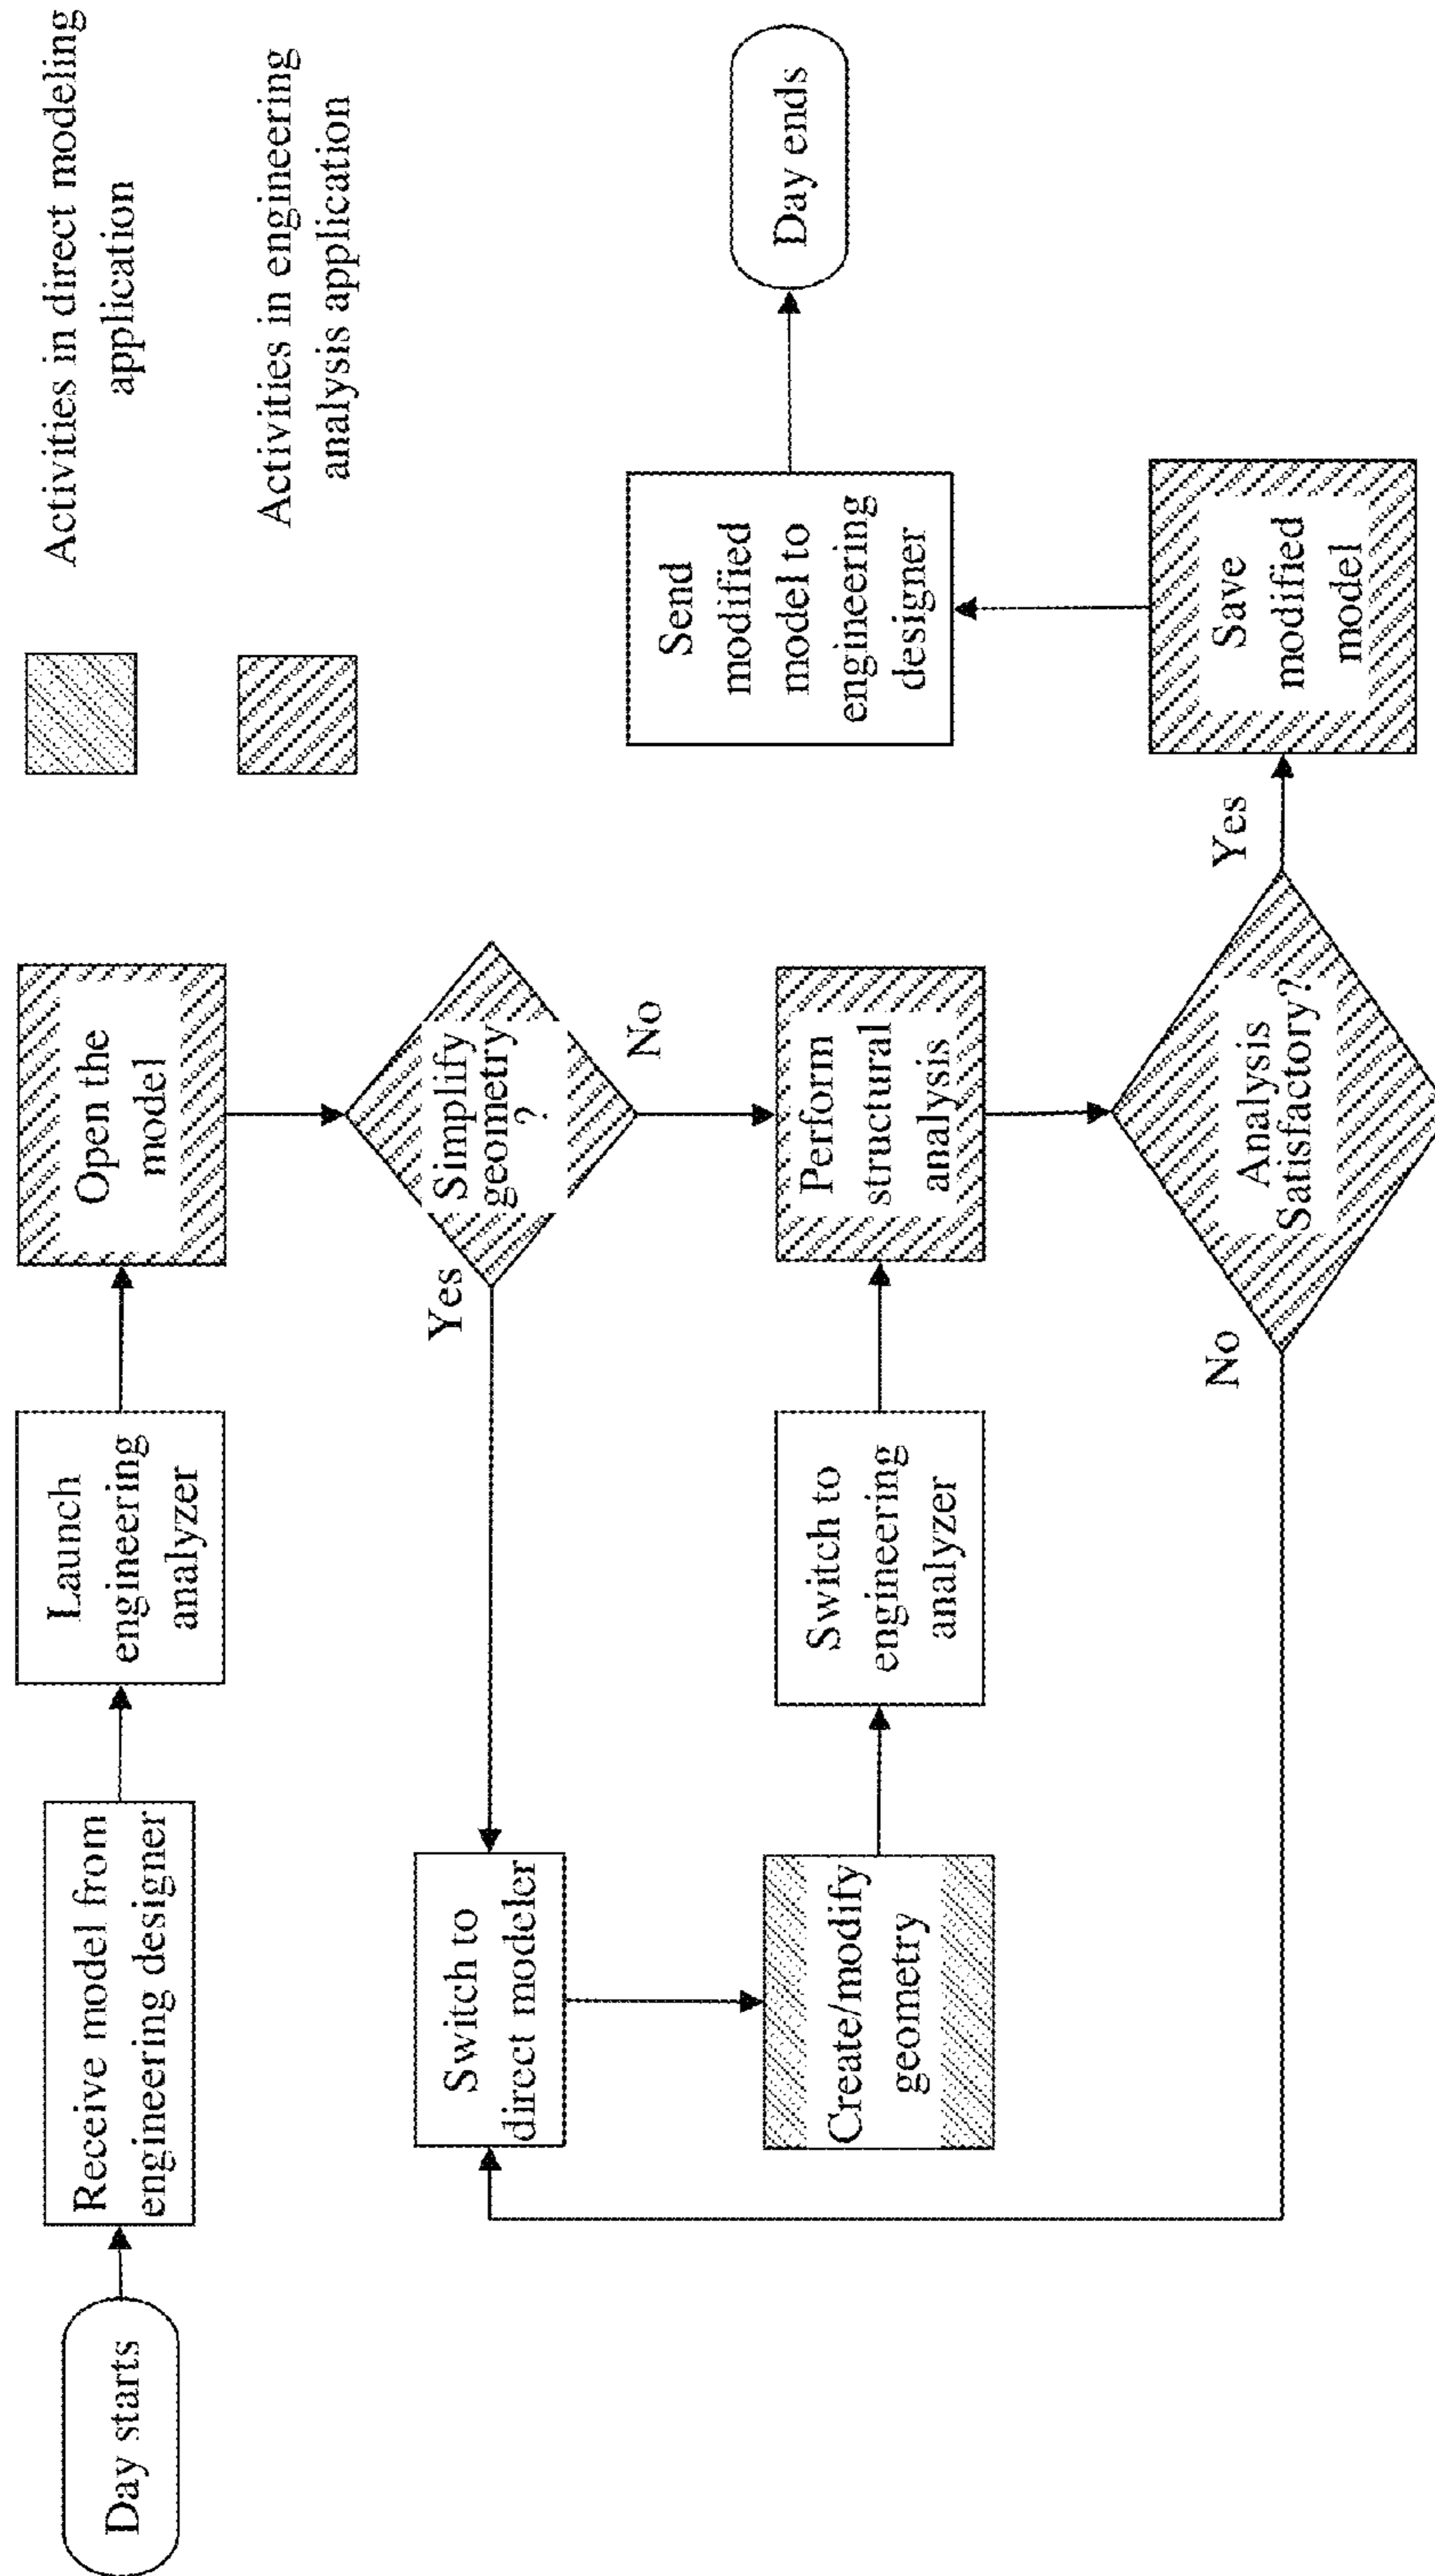 Day starts
Receive model from
engineering designer
Launch
engineering
analyzer
Open the
model
Activities in direct modeling
application
Activities in engineering
analysis application
Simplify
geometry
?
Yes
No
Switch to
direct modeler
Create/modify
geometry
Switch to
engineering
analyzer
Perform
structural
analysis
Analysis
Satisfactory?
No
Yes
Save
modified
model
Send
modified
model to
engineering
designer
Day ends